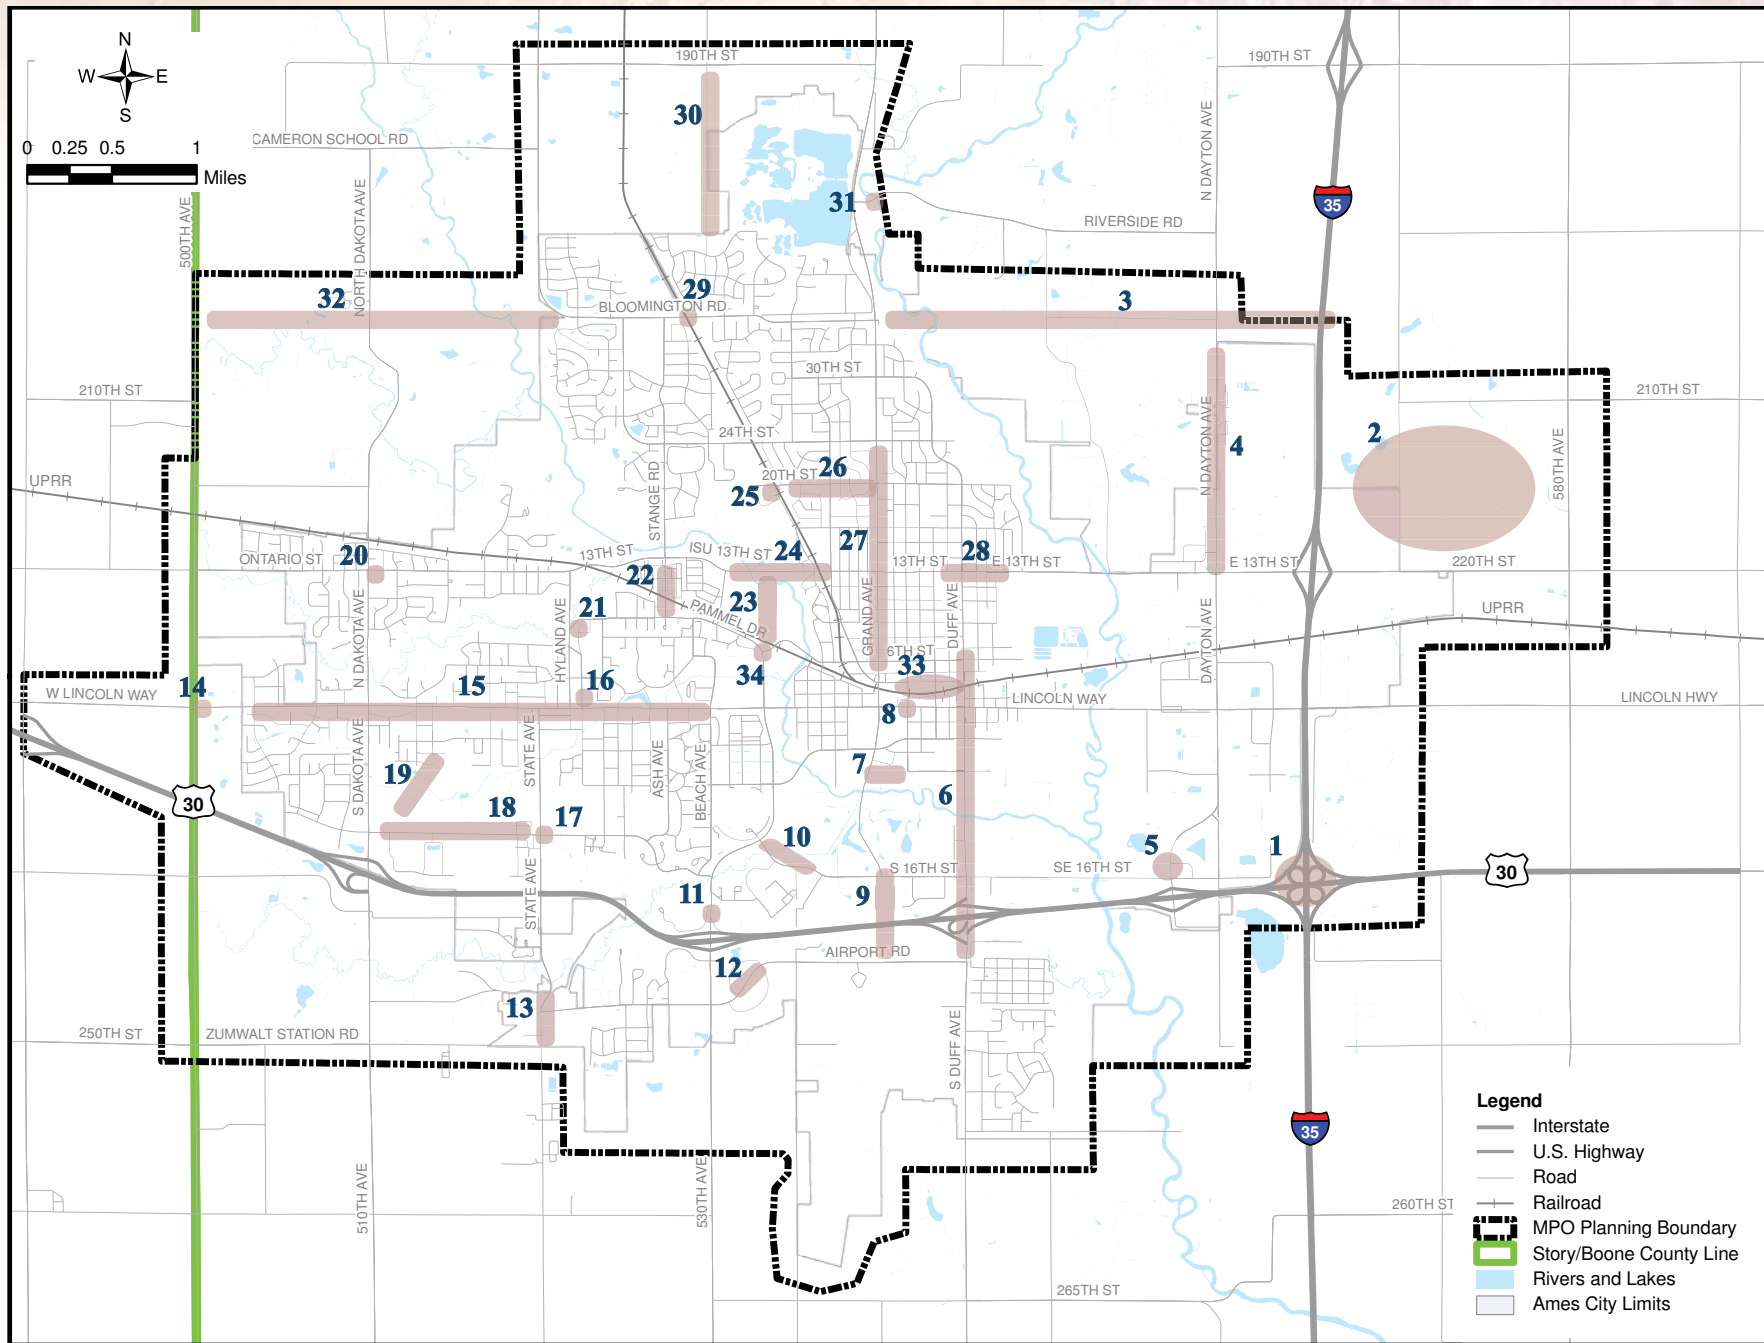 N
W E
S
0 0.25 0.5 1
Miles
190TH ST
190TH ST
30
CAMERON SCHOOL RD
N DAYTON AVE
NORTH DAKOTA AVE
500TH AVE
31
35
RIVERSIDE RD
32
29
BLOOMINGTON RD
3
30TH ST
210TH ST
210TH ST
N DAYTON AVE
24TH ST
4
2
580TH AVE
UPRR
STANGE RD
20TH ST
26
25
27
ONTARIO ST
20
13TH ST
ISU 13TH ST
24
13TH ST
28
E 13TH ST
E 13TH ST
220TH ST
22
23
21
PAMMEL DR
GRAND AVE
DUFF AVE
UPRR
N DAKOTA AVE
HYLAND AVE
DAYTON AVE
6TH ST
33
34
W LINCOLN WAY
14
15
16
8
LINCOLN WAY
LINCOLN HWY
S DAKOTA AVE
STATE AVE
ASH AVE
BEACH AVE
19
7
6
30
18
17
10
5
1
S 16TH ST
SE 16TH ST
30
STATE AVE
11
9
AIRPORT RD
12
13
250TH ST
ZUMWALT STATION RD
S DUFF AVE
510TH AVE
530TH AVE
35
260TH ST
265TH ST
Legend
Interstate
U.S. Highway
Road
Railroad
MPO Planning Boundary
Story/Boone County Line
Rivers and Lakes
Ames City Limits